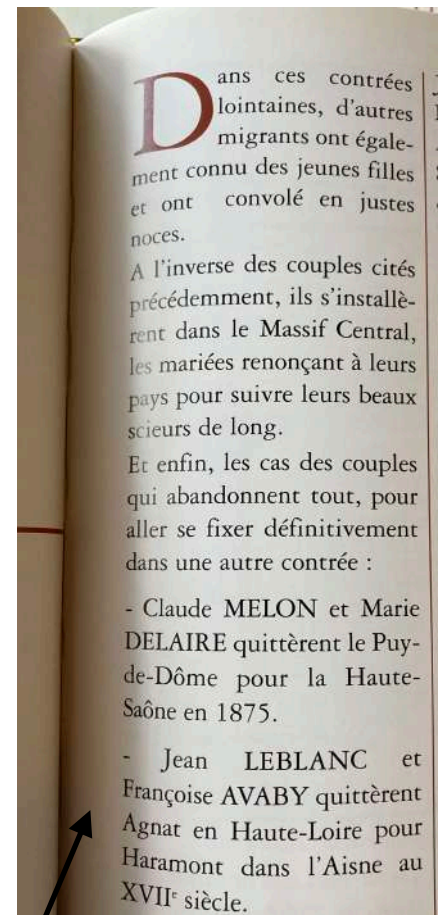 Dans ces contrées
lointaines, d'autres
migrants ont égale-
ment connu des jeunes filles
et ont convolé en justes
noces.
A l'inverse des couples cités
précédemment, ils s'installè-
rent dans le Massif Central,
les mariées renonçant à leurs
pays pour suivre leurs beaux
scieurs de long.
Et enfin, les cas des couples
qui abandonnent tout, pour
aller se fixer définitivement
dans une autre contrée :
- Claude MELON et Marie
DELAIRE quittèrent le Puy-
de-Dôme pour la Haute-
Saône en 1875.
- Jean LEBLANC et
Françoise AVABY quittèrent
Agnat en Haute-Loire pour
Haramont dans l'Aisne au
XVIIᵉ siècle.